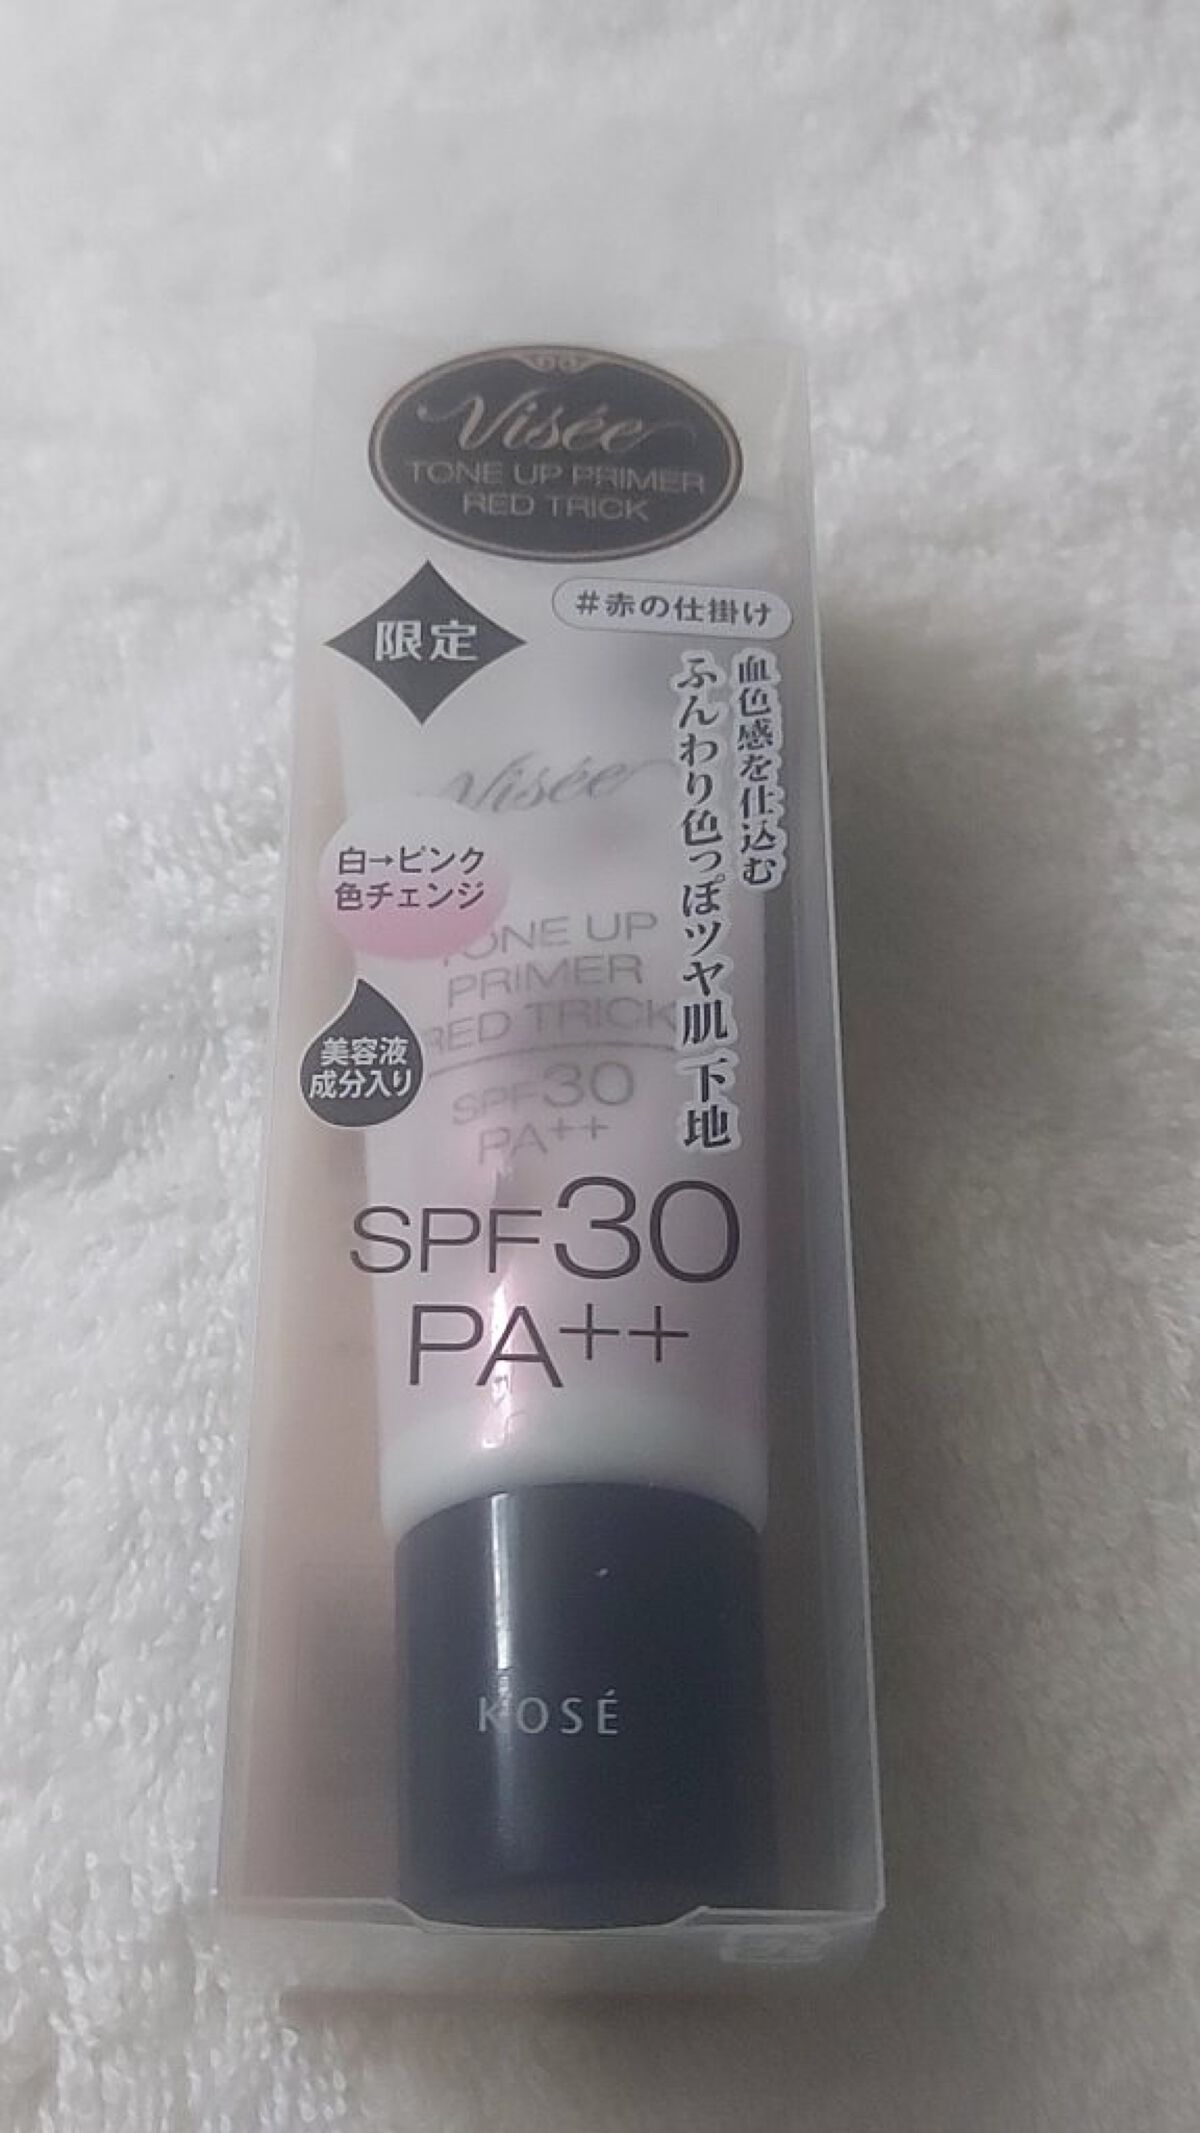 Visée
TONE UP PRIMER
RED TRICK
#赤の仕掛け
限定
血色感を仕込む
ふんわり色っぽツヤ肌 下地
Visée
白→ピンク
色チェンジ
TONE UP
PRIMER
RED TRICK
美容液
成分入り
SPF30
PA++
SPF30
PA++
KOSÉ